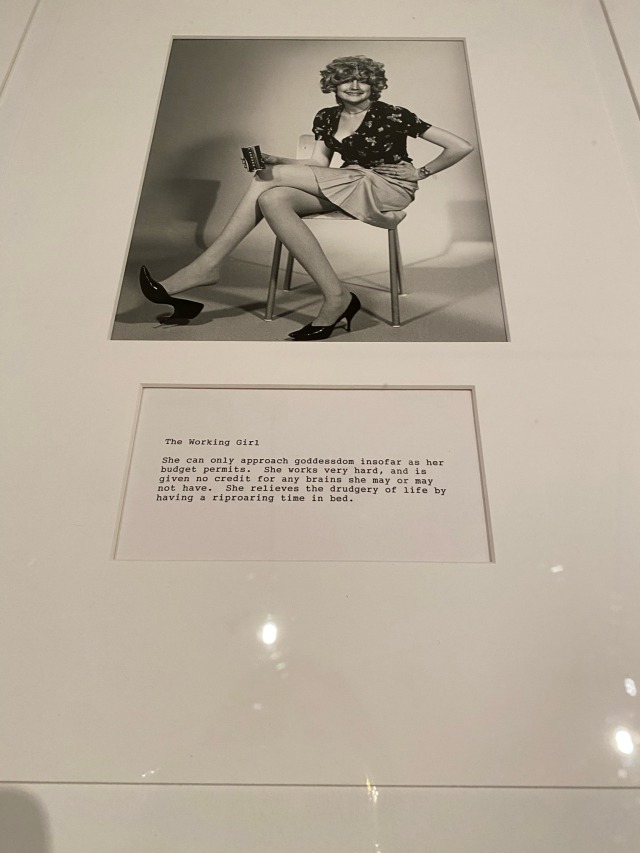 The Working Girl
She can only approach goddessdom insofar as her
budget permits.  She works very hard, and is
given no credit for any brains she may or may
not have.  She relieves the drudgery of life by
having a riproaring time in bed.